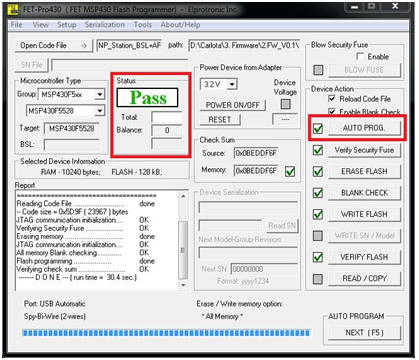 FET-Pro430 ( FET MSP430 Flash Programmer) - Elprotronic Inc.
File View Setup Serialization Tools About/Help
Open Code File -> NP_Station_BSL+AF path: D:\Carlota\3. Firmware\2.FW_V0.1\
SN File
Microcontroller Type
Group: MSP430F5xx
MSP430F5528
Target: MSP430F5528
BSL:
Status
Pass
Total:
Balance: 0
Power Device from Adapter
3.2 V
Device Voltage
POWER ON/OFF
RESET
----
Check Sum
Source: 0x0BEDDF6F
Memory: 0x0BEDDF6F
Blow Security Fuse
Enable
BLOW FUSE
Device Action
Reload Code File
Enable Blank Check
AUTO PROG.
Verify Security Fuse
ERASE FLASH
BLANK CHECK
WRITE FLASH
WRITE SN / Model
VERIFY FLASH
READ / COPY
Selected Device Information
RAM - 10240 bytes; FLASH - 128 kB;
Report
Reading Code File ................... done
-- Code size = 0x5D9F ( 23967 ) bytes
JTAG communication initialization.... OK
Verifying Security Fuse ............. OK
Erasing memory ...................... done
JTAG communication initialization.... OK
All memory Blank checking............ OK
Flash programming ................... done
Verifying check sum ................. OK
------- D O N E --- ( run time = 30.4 sec.)
Device Serialization
Read SN
Next Model-Group-Revision:
Next SN: 00000000
Format: yyyy1234
Port: USB Automatic
Spy-Bi-Wire (2-wires)
Erase / Write memory option:
" All Memory "
AUTO PROGRAM
NEXT ( F5 )